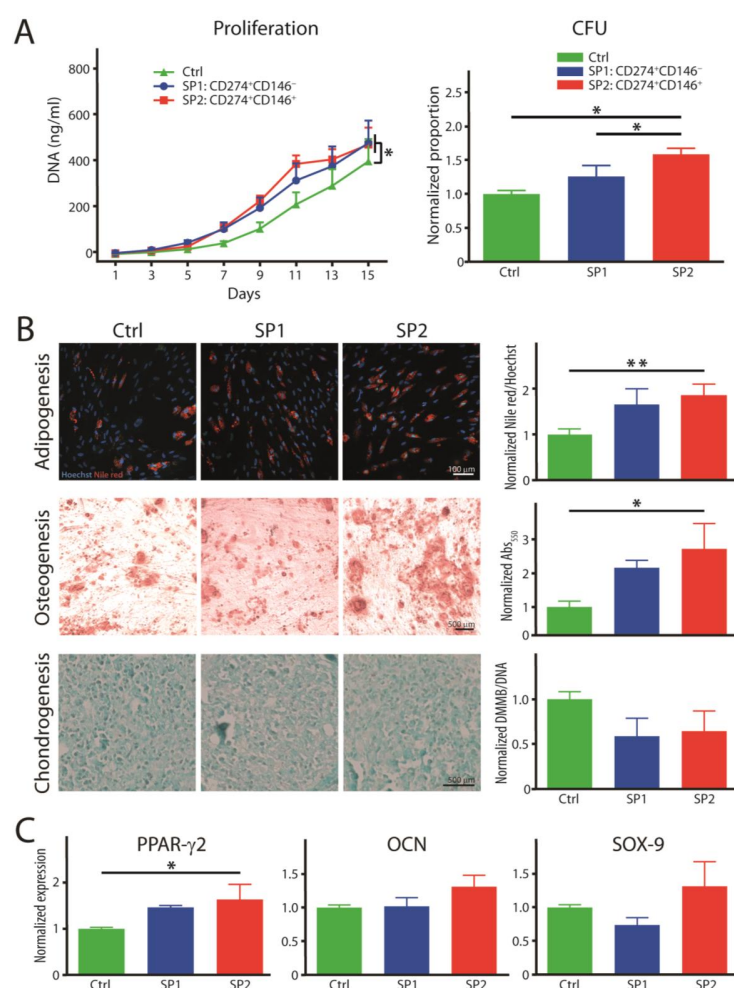 A
Proliferation
CFU
800
600
400
200
0
DNA (ng/ml)
Ctrl
SP1: CD274⁺CD146⁻
SP2: CD274⁺CD146⁺
*
1 3 5 7 9 11 13 15
Days
Ctrl
SP1: CD274⁺CD146⁻
SP2: CD274⁺CD146⁺
Normalized proportion
2.5
2.0
1.5
1.0
0
*
*
Ctrl SP1 SP2
B
Ctrl SP1 SP2
Adipogenesis
Hoechst Nile red
100 µm
Normalized Nile red/Hoechst
2
1
0
**
Osteogenesis
500 µm
Normalized Abs₅₅₀
3
2
1
0
*
Chondrogenesis
500 µm
Normalized DMMB/DNA
1.0
0.5
0
Ctrl SP1 SP2
C
PPAR-γ2
OCN
SOX-9
Normalized expression
2
1
0
*
Ctrl SP1 SP2
1.5
1.0
0.5
0
Ctrl SP1 SP2
1.5
1.0
0.5
0
Ctrl SP1 SP2